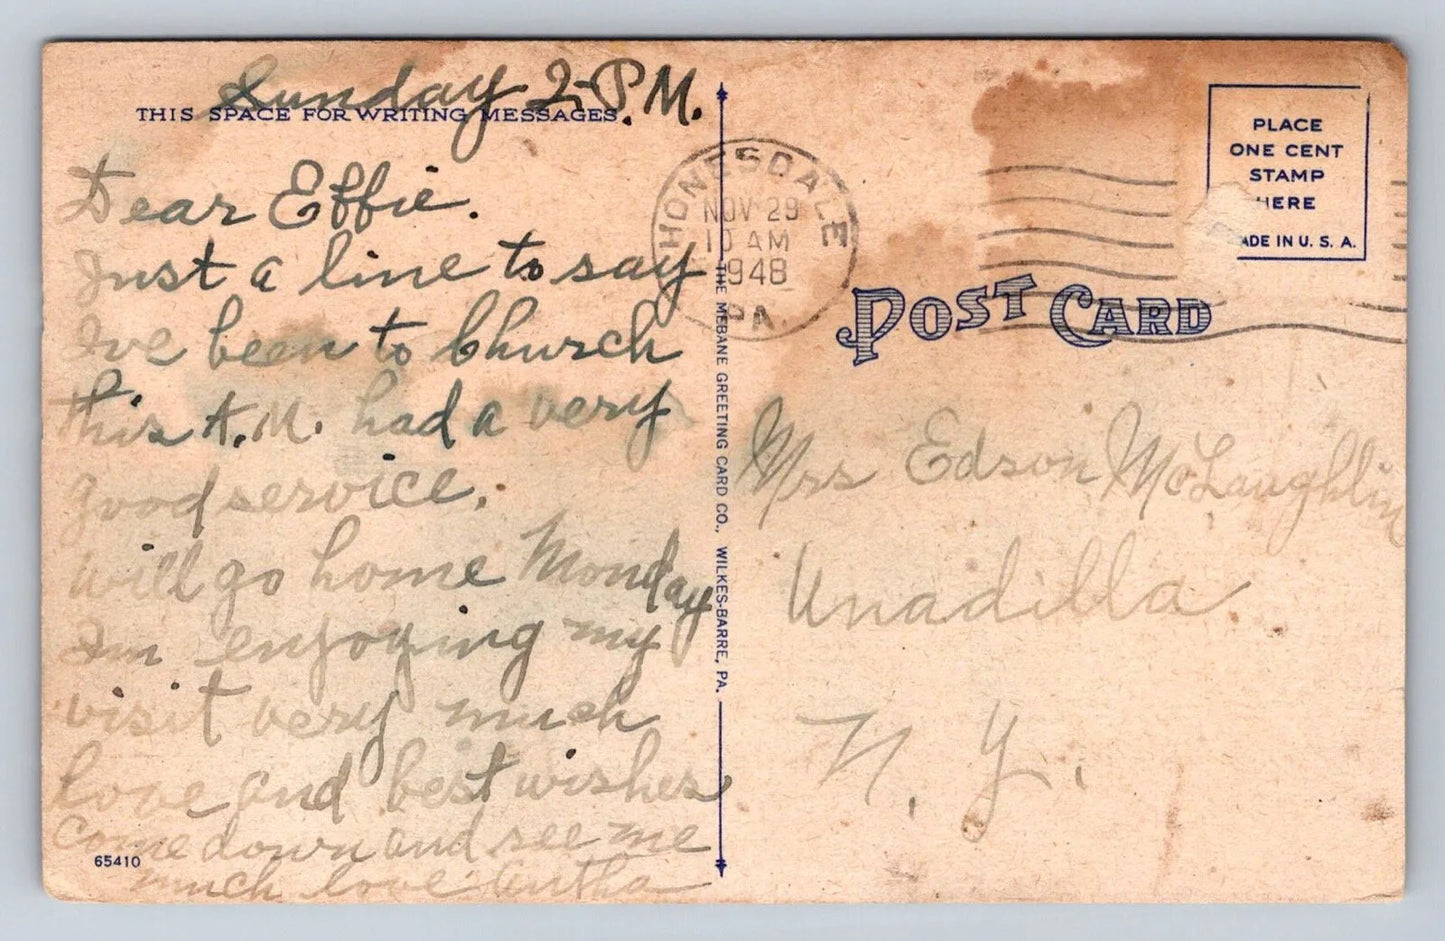 Sunday 2-P.M.
THIS SPACE FOR WRITING MESSAGES.
Dear Effie.
Just a line to say
I've been to Church
this A.M. had a very
good service.
will go home Monday
Im enjoying my
visit very much
love and best wishes
come down and see me
much love
65410
THE MEBANE GREETING CARD CO., WILKES-BARRE, PA.
HONESDALE
NOV 29
10 AM
1948
PA.
PLACE
ONE CENT
STAMP
HERE
MADE IN U. S. A.
POST CARD
Mrs Edson McLaughlin
Unadilla
N. Y.